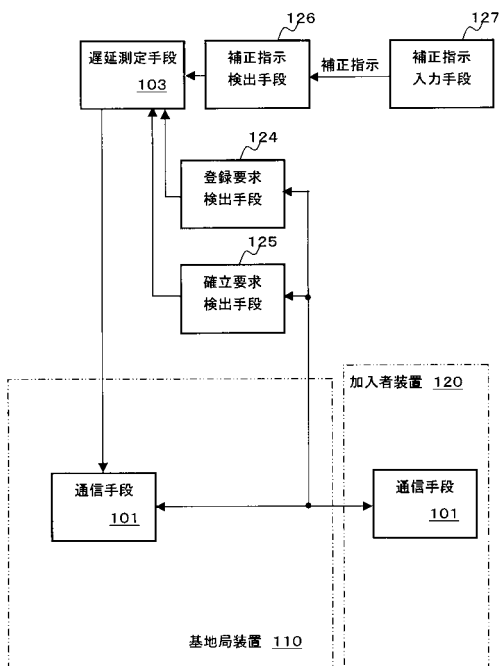 126
127
遅延測定手段
103
補正指示
検出手段
補正指示
補正指示
入力手段
124
登録要求
検出手段
125
確立要求
検出手段
加入者装置 120
通信手段
101
通信手段
101
基地局装置 110